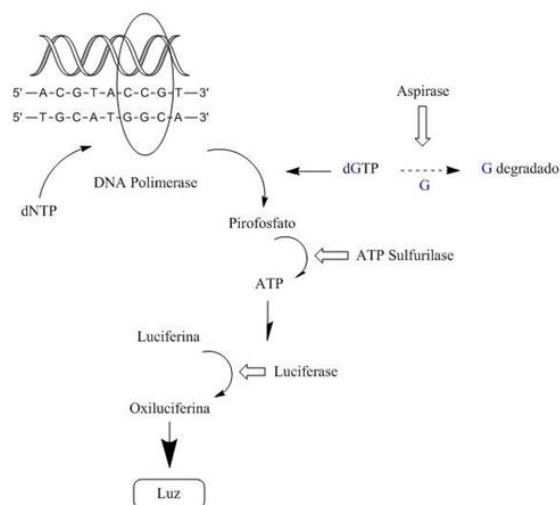 5'—A-C-G-T-A-C-C-G-T—3'
5'—T-G-C-A-T-G-G-C-A—3'
DNA Polimerase
dNTP
Aspirase
dGTP
G
G degradado
Pirofosfato
ATP Sulfurilase
ATP
Luciferina
Luciferase
Oxiluciferina
Luz